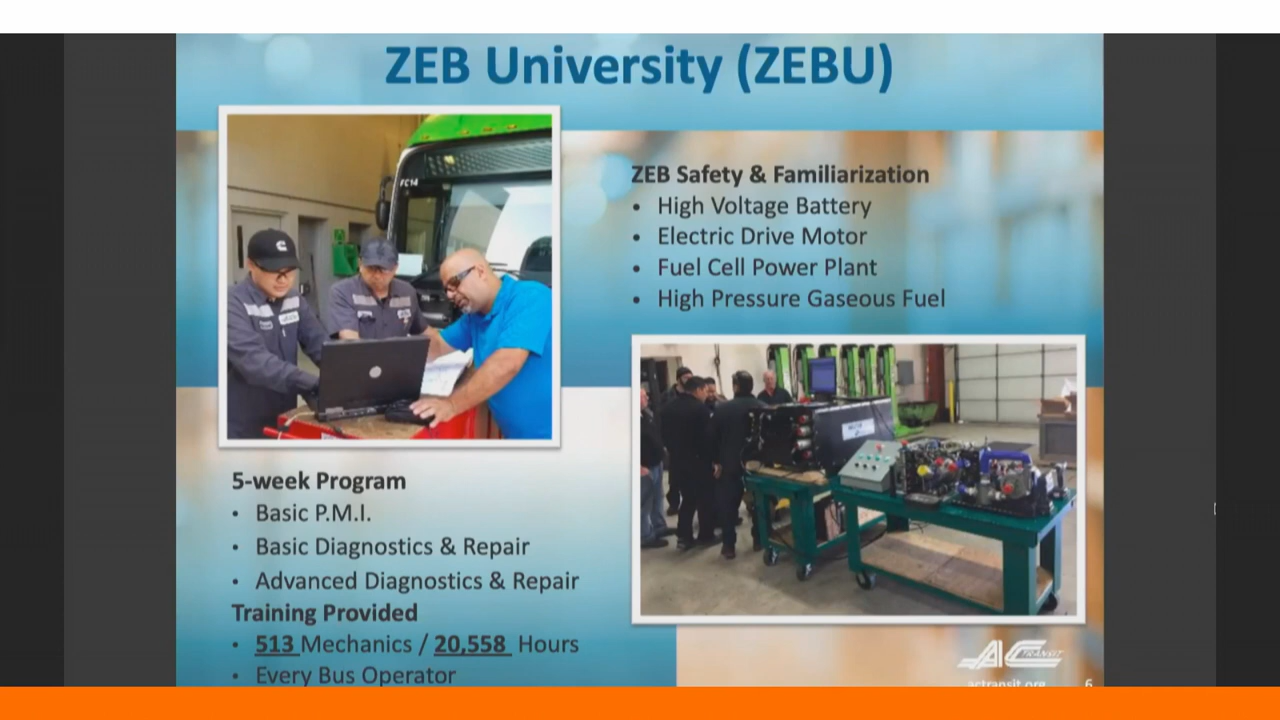 ZEB University (ZEBU)
FC14
ZEB Safety & Familiarization
• High Voltage Battery
• Electric Drive Motor
• Fuel Cell Power Plant
• High Pressure Gaseous Fuel
5-week Program
• Basic P.M.I.
• Basic Diagnostics & Repair
• Advanced Diagnostics & Repair
Training Provided
• 513 Mechanics / 20,558 Hours
• Every Bus Operator
AC TRANSIT
actransit.org
6